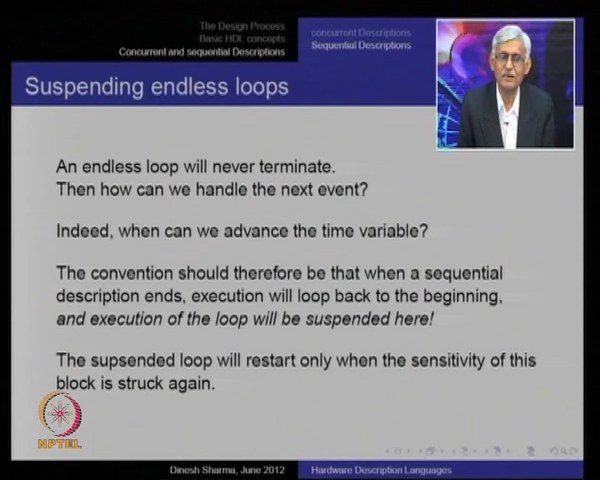 The Design Process
Basic HDL concepts
Concurrent and sequential Descriptions
concurrent Descriptions
Sequential Descriptions
Suspending endless loops
An endless loop will never terminate.
Then how can we handle the next event?
Indeed, when can we advance the time variable?
The convention should therefore be that when a sequential
description ends, execution will loop back to the beginning,
and execution of the loop will be suspended here!
The supsended loop will restart only when the sensitivity of this
block is struck again.
NPTEL
Dinesh Sharma, June 2012
Hardware Description Languages